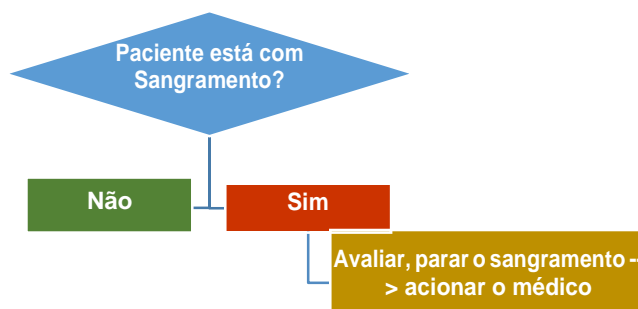 Paciente está com
Sangramento?
Não
Sim
Avaliar, parar o sangramento --
> acionar o médico